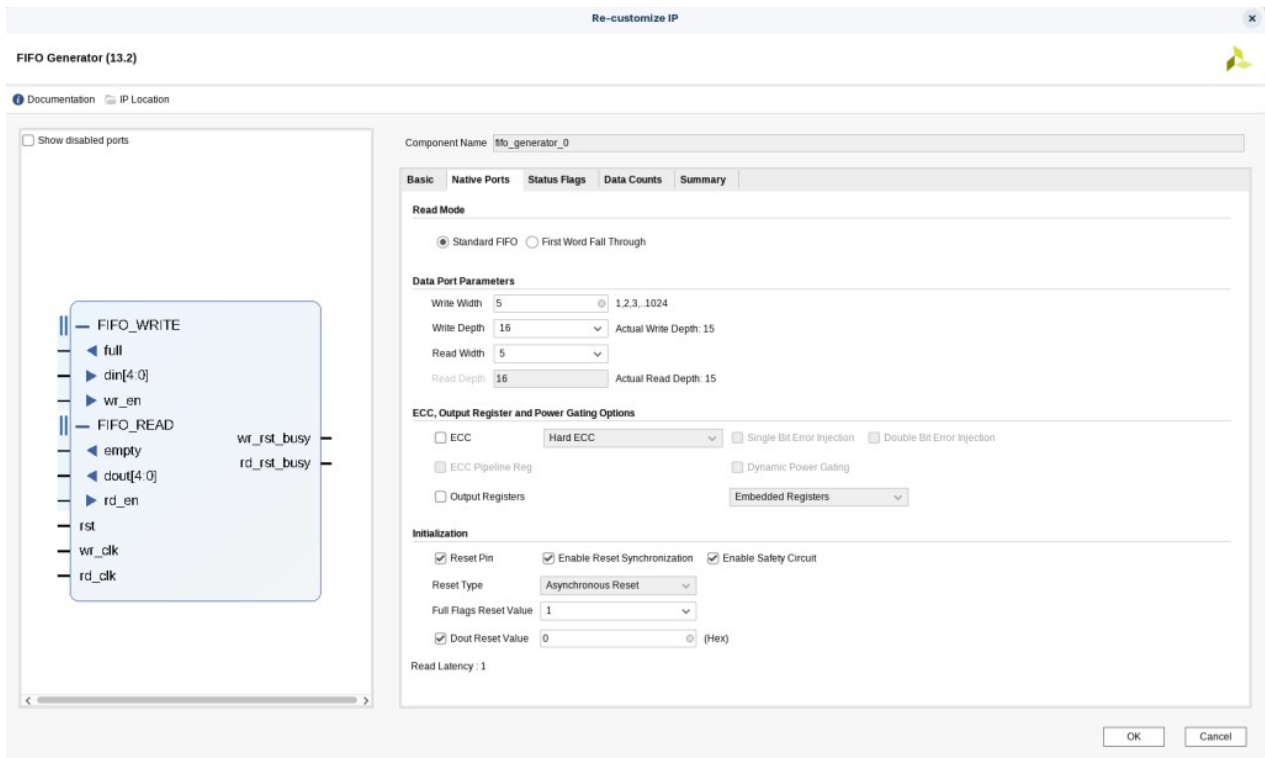 Re-customize IP
FIFO Generator (13.2)
Documentation IP Location
Show disabled ports
FIFO_WRITE
full
din[4:0]
wr_en
FIFO_READ
empty
dout[4:0]
rd_en
rst
wr_clk
rd_clk
wr_rst_busy
rd_rst_busy
Component Name fifo_generator_0
Basic Native Ports Status Flags Data Counts Summary
Read Mode
Standard FIFO First Word Fall Through
Data Port Parameters
Write Width 5 1,2,3,..1024
Write Depth 16 Actual Write Depth: 15
Read Width 5
Read Depth 16 Actual Read Depth: 15
ECC, Output Register and Power Gating Options
ECC Hard ECC Single Bit Error Injection Double Bit Error Injection
ECC Pipeline Reg Dynamic Power Gating
Output Registers Embedded Registers
Initialization
Reset Pin Enable Reset Synchronization Enable Safety Circuit
Reset Type Asynchronous Reset
Full Flags Reset Value 1
Dout Reset Value 0 (Hex)
Read Latency : 1
OK Cancel